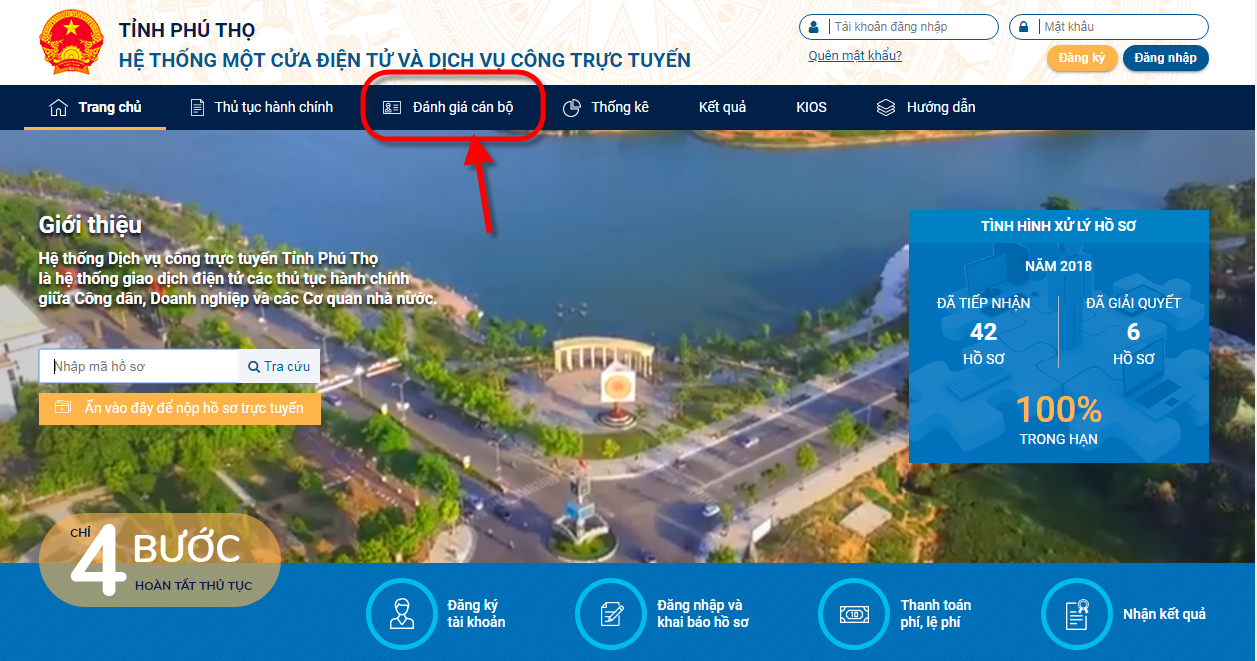 TỈNH PHÚ THỌ
HỆ THỐNG MỘT CỬA ĐIỆN TỬ VÀ DỊCH VỤ CÔNG TRỰC TUYẾN
Tài khoản đăng nhập
Mật khẩu
Quên mật khẩu?
Đăng ký
Đăng nhập
Trang chủ
Thủ tục hành chính
Đánh giá cán bộ
Thống kê
Kết quả
KIOS
Hướng dẫn
Giới thiệu
Hệ thống Dịch vụ công trực tuyến Tỉnh Phú Thọ
là hệ thống giao dịch điện tử các thủ tục hành chính
giữa Công dân, Doanh nghiệp và các Cơ quan nhà nước.
Nhập mã hồ sơ
Tra cứu
Ấn vào đây để nộp hồ sơ trực tuyến
TÌNH HÌNH XỬ LÝ HỒ SƠ
NĂM 2018
ĐÃ TIẾP NHẬN
42
HỒ SƠ
ĐÃ GIẢI QUYẾT
6
HỒ SƠ
100%
TRONG HẠN
CHỈ
4
BƯỚC
HOÀN TẤT THỦ TỤC
Đăng ký
tài khoản
Đăng nhập và
khai báo hồ sơ
10
Thanh toán
phí, lệ phí
Nhận kết quả